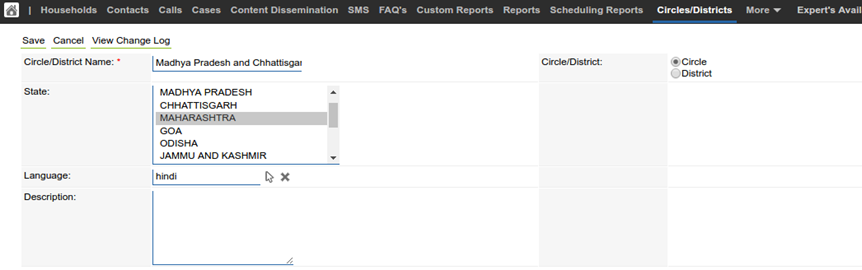 | Households Contacts Calls Cases Content Dissemination SMS FAQ's Custom Reports Reports Scheduling Reports Circles/Districts More Expert's Avail
Save Cancel View Change Log
Circle/District Name: * Madhya Pradesh and Chhattisgar Circle/District: Circle
District
State: MADHYA PRADESH
CHHATTISGARH
MAHARASHTRA
GOA
ODISHA
JAMMU AND KASHMIR
Language: hindi
Description: